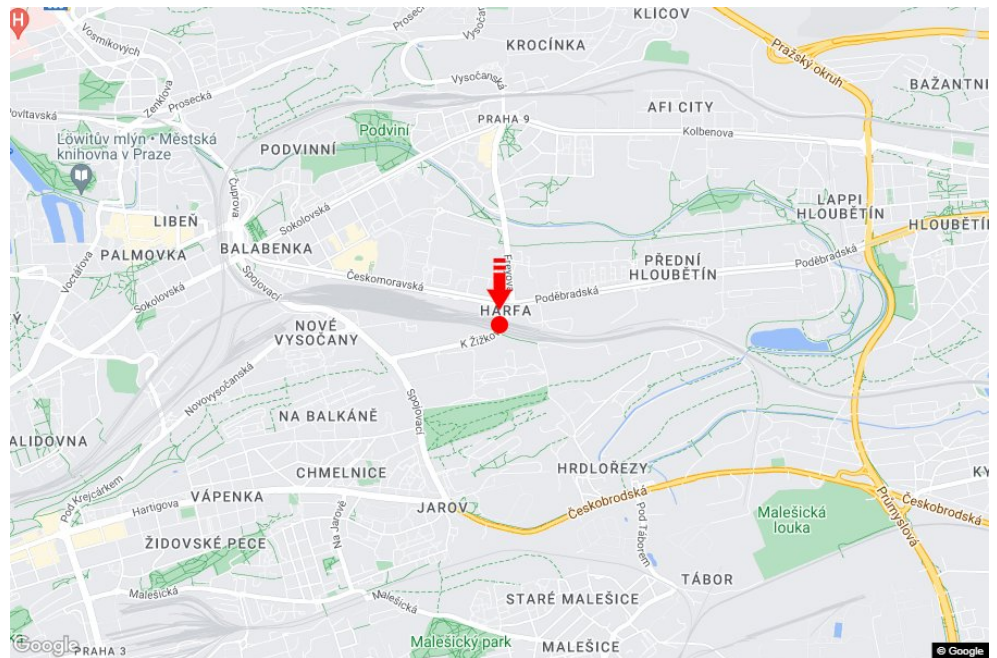 KLÍČOV
H
Vosmíkových
Prosecká
Vysočanská
KROCÍNKA
Pražský okruh
Zenklova
Prosecká
Vysočanská
AFI CITY
BAŽANTNI
Povltavská
PRAHA 9
Kolbenova
Podviní
Löwitův mlýn • Městská
knihovna v Praze
PODVINNÍ
Čuprova
LAPPI
HLOUBĚTÍN
Sokolovská
LIBEŇ
HLOUBĚTÍN
BALABENKA
PALMOVKA
PŘEDNÍ
HLOUBĚTÍN
Poděbradská
Voctářova
Spojovací
Freyova
Českomoravská
Sokolovská
Poděbradská
HARFA
NOVÉ
VYSOČANY
K Žižkov
Novovysočanská
Spojovací
NA BALKÁNĚ
ALIDOVNA
CHMELNICE
HRDLOŘEZY
VÁPENKA
KY
Pod Krejcárkem
Hartigova
JAROV
Českobrodská
Českobrodská
Malešická
louka
Průmyslová
Na Jarově
Pod Táborem
ŽIDOVSKÉ PECE
TÁBOR
Malešická
Malešická
STARÉ MALEŠICE
Malešický park
MALEŠICE
Google
PRAHA 3
© Google